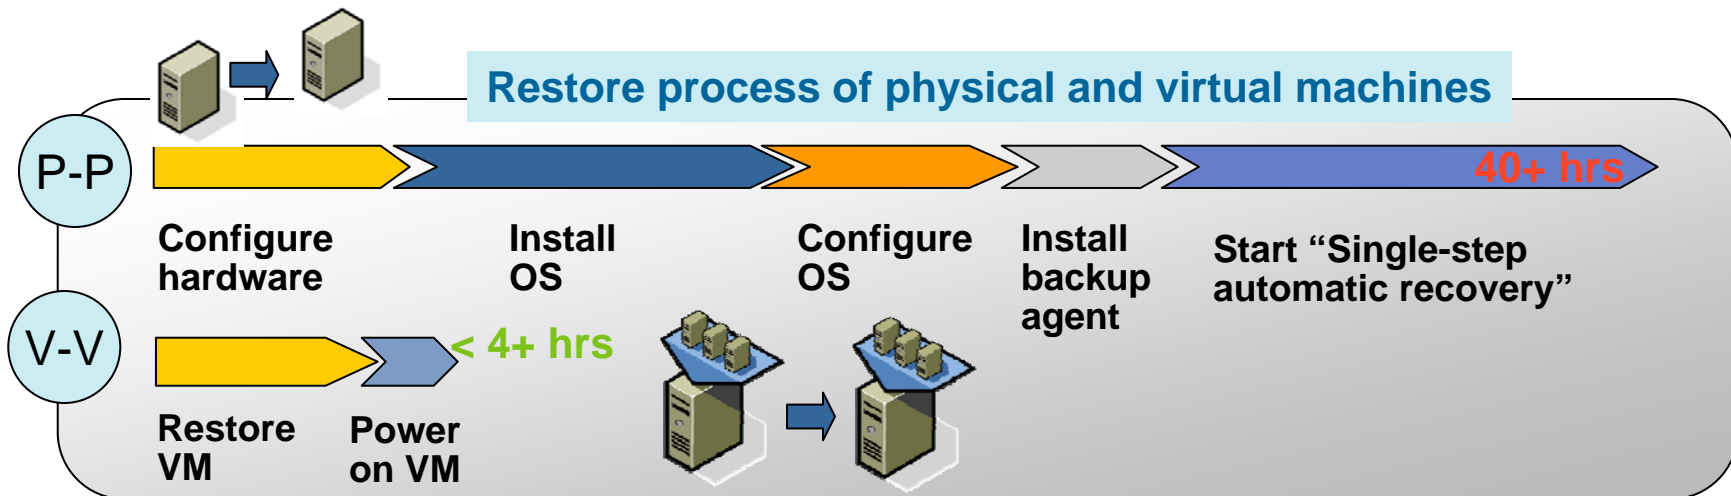 Restore process of physical and virtual machines
P-P
40+ hrs
Configure
hardware
Install
OS
Configure
OS
Install
backup
agent
Start “Single-step
automatic recovery”
V-V
< 4+ hrs
Restore
VM
Power
on VM